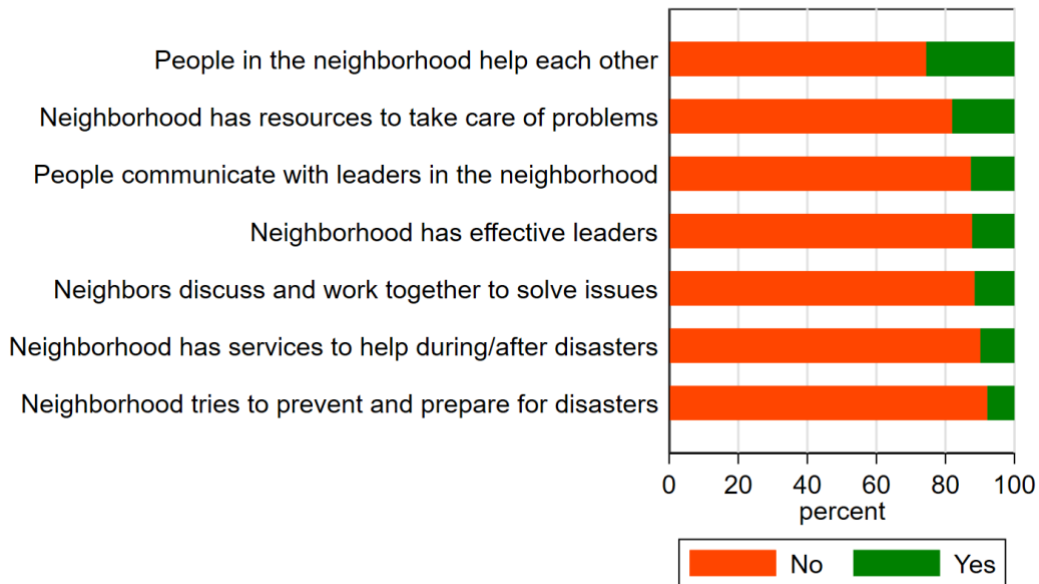 People in the neighborhood help each other
Neighborhood has resources to take care of problems
People communicate with leaders in the neighborhood
Neighborhood has effective leaders
Neighbors discuss and work together to solve issues
Neighborhood has services to help during/after disasters
Neighborhood tries to prevent and prepare for disasters
0 20 40 60 80 100
percent
No Yes